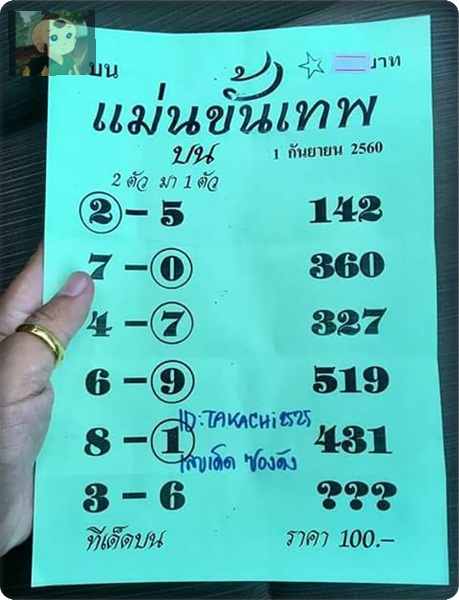 บน บาท
แม่นขั้นเทพ
บน 1 กันยายน 2560
2 ตัว มา 1 ตัว
2 – 5 142
7 – 0 360
4 – 7 327
6 – 9 519
ID:TAKACHi2525
8 – 1 431
เลขเด็ด ซองดัง
3 – 6 ???
ทีเด็ดบน ราคา 100.–